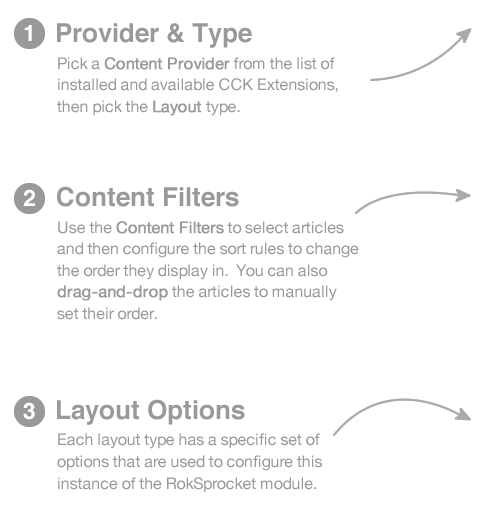 1 Provider & Type
Pick a Content Provider from the list of
installed and available CCK Extensions,
then pick the Layout type.
2 Content Filters
Use the Content Filters to select articles
and then configure the sort rules to change
the order they display in.  You can also
drag-and-drop the articles to manually
set their order.
3 Layout Options
Each layout type has a specific set of
options that are used to configure this
instance of the RokSprocket module.